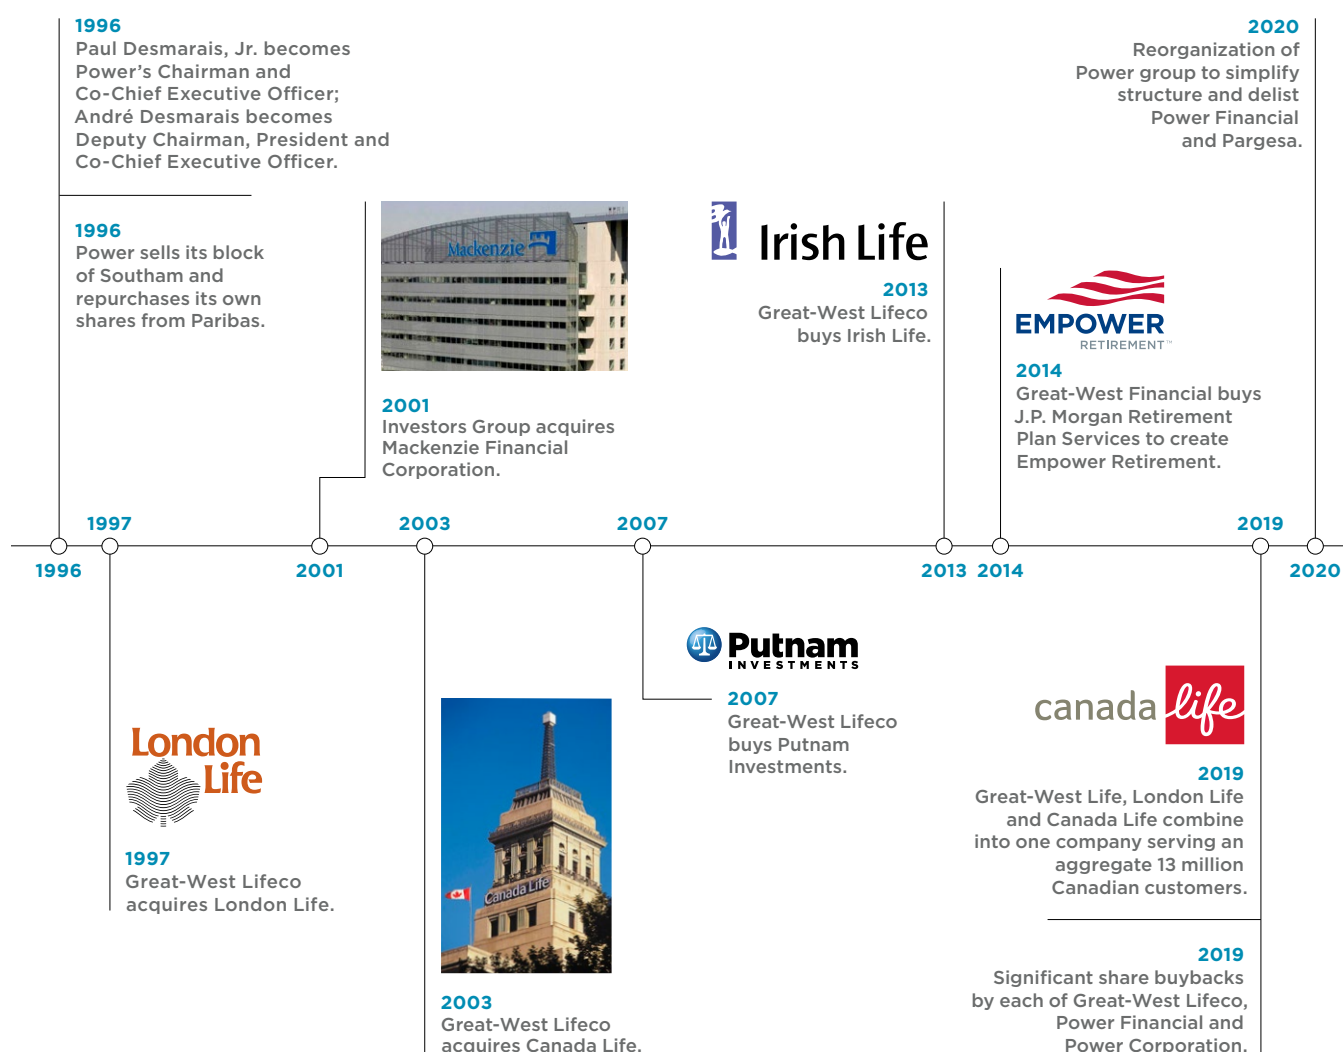 1996
Paul Desmarais, Jr. becomes
Power's Chairman and
Co-Chief Executive Officer;
André Desmarais becomes
Deputy Chairman, President and
Co-Chief Executive Officer.
1996
Power sells its block
of Southam and
repurchases its own
shares from Paribas.
Mackenzie
2001
Investors Group acquires
Mackenzie Financial
Corporation.
Irish Life
2013
Great-West Lifeco
buys Irish Life.
2020
Reorganization of
Power group to simplify
structure and delist
Power Financial
and Pargesa.
EMPOWER
RETIREMENT™
2014
Great-West Financial buys
J.P. Morgan Retirement
Plan Services to create
Empower Retirement.
1997
2003
2007
2019
1996
2001
2013
2014
2020
London
Life
1997
Great-West Lifeco
acquires London Life.
Canada Life
2003
Great-West Lifeco
acquires Canada Life.
Putnam
INVESTMENTS
2007
Great-West Lifeco
buys Putnam
Investments.
canada life
2019
Great-West Life, London Life
and Canada Life combine
into one company serving an
aggregate 13 million
Canadian customers.
2019
Significant share buybacks
by each of Great-West Lifeco,
Power Financial and
Power Corporation.